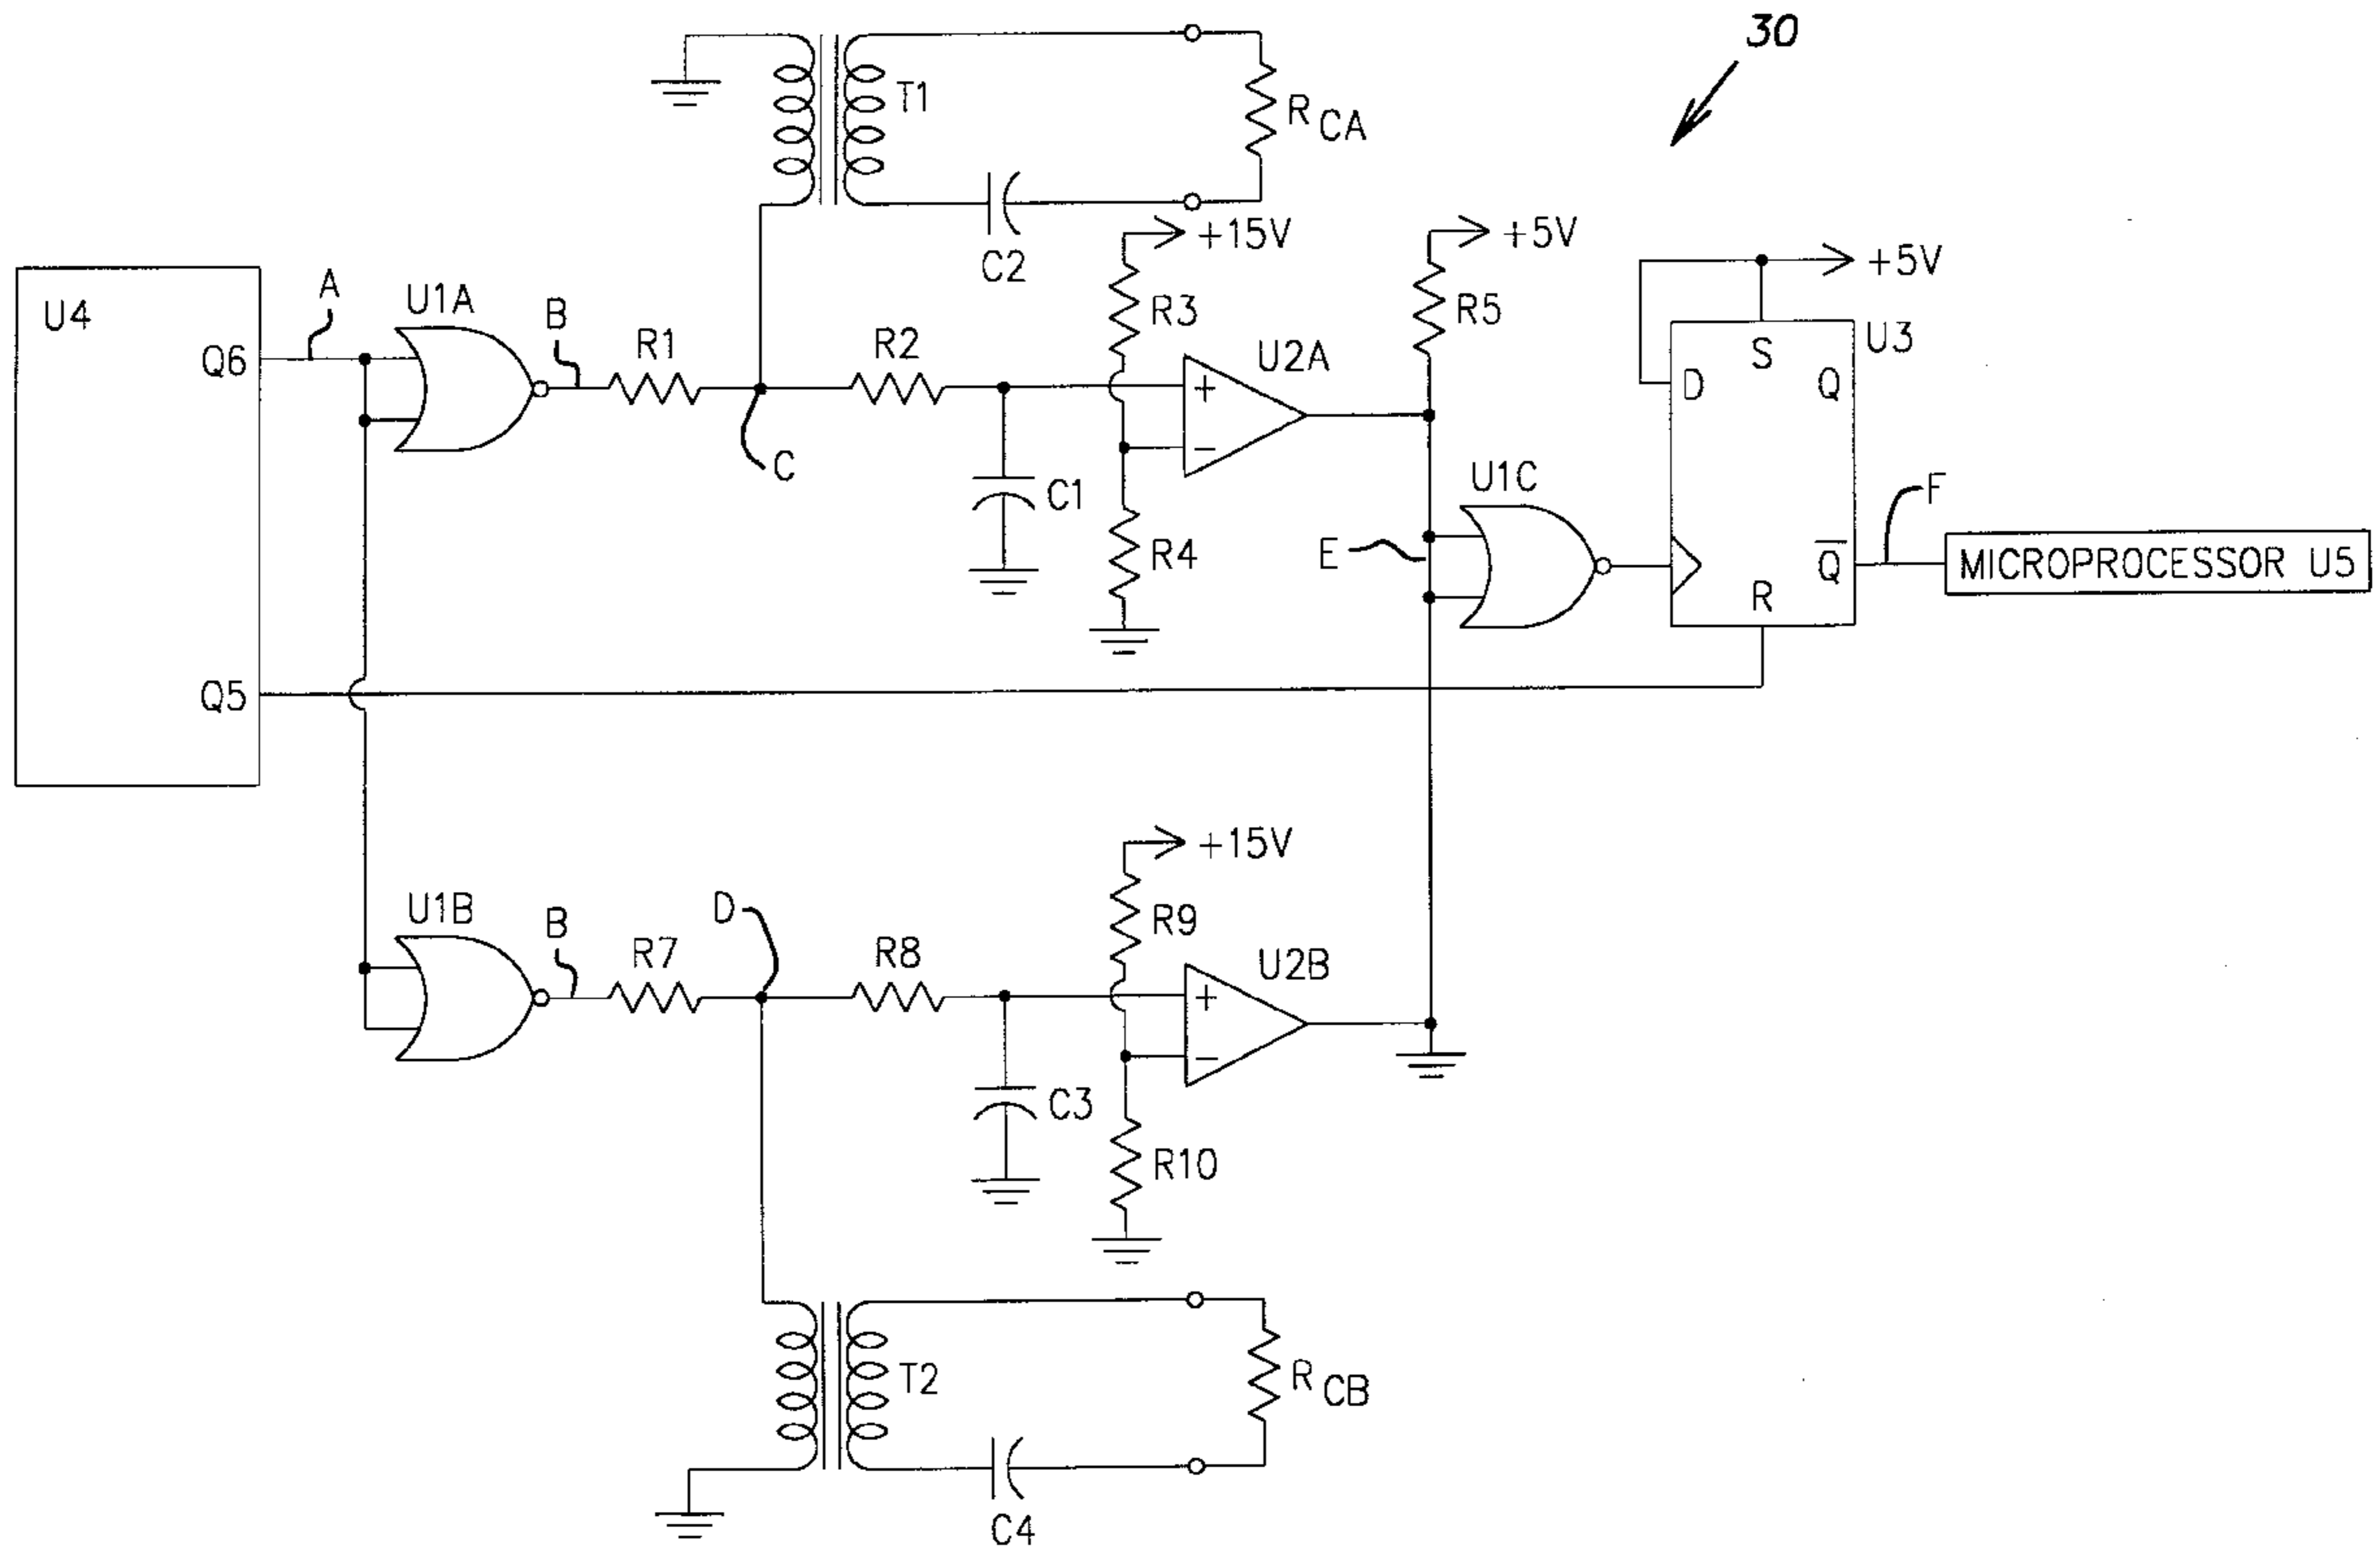 30
T1
R CA
C2
+15V
+5V
+5V
U4
A
U1A
B
R1
R2
R3
U2A
R5
S
U3
Q6
D
Q
+
−
C
C1
R4
U1C
E
F
R
Q̅
MICROPROCESSOR U5
Q5
+15V
U1B
B
D
R7
R8
R9
U2B
+
−
C3
R10
T2
R CB
C4